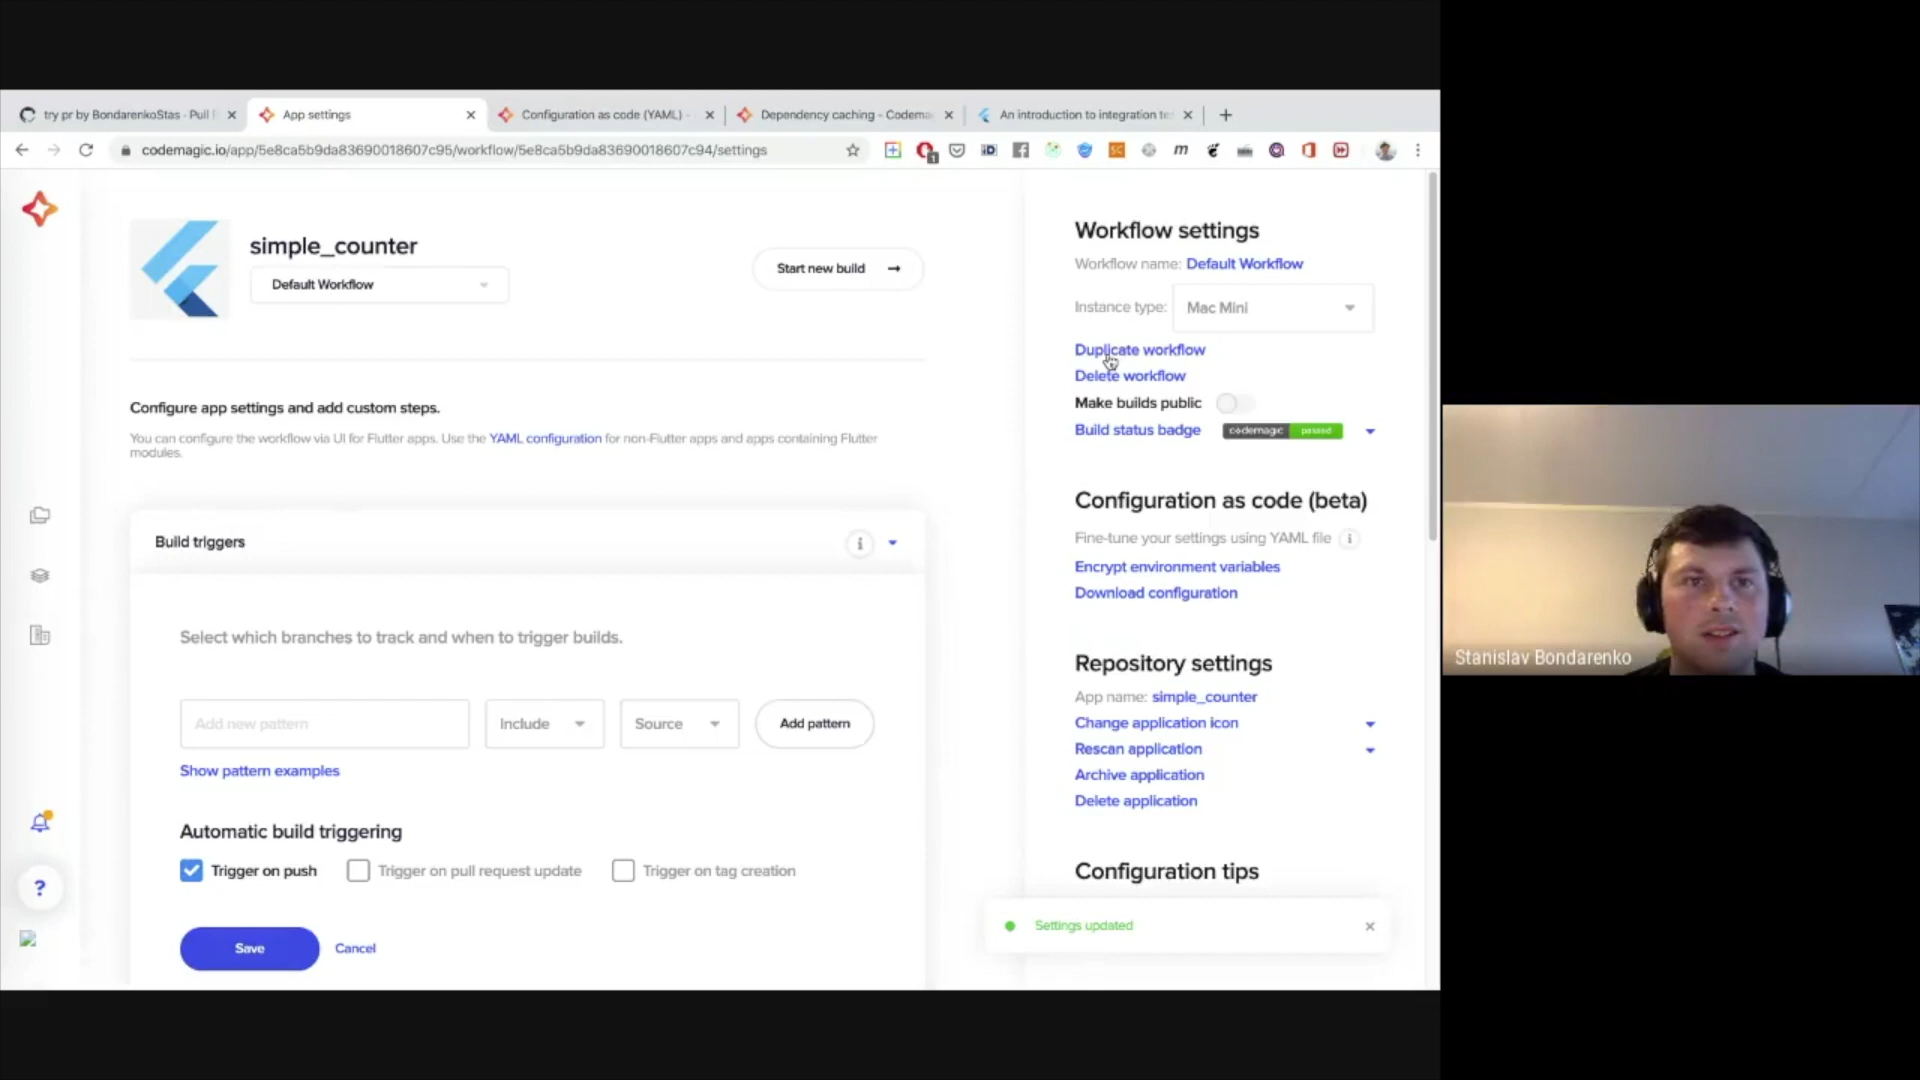 try pr by BondarenkoStas · Pull
App settings
Configuration as code (YAML) -
Dependency caching - Codema
An introduction to integration te
codemagic.io/app/5e8ca5b9da83690018607c95/workflow/5e8ca5b9da83690018607c94/settings
simple_counter
Default Workflow
Start new build
Configure app settings and add custom steps.
You can configure the workflow via UI for Flutter apps. Use the YAML configuration for non-Flutter apps and apps containing Flutter
modules.
Build triggers
Select which branches to track and when to trigger builds.
Add new pattern
Include
Source
Add pattern
Show pattern examples
Automatic build triggering
Trigger on push
Trigger on pull request update
Trigger on tag creation
Save
Cancel
Workflow settings
Workflow name: Default Workflow
Instance type: Mac Mini
Duplicate workflow
Delete workflow
Make builds public
Build status badge
codemagic passed
Configuration as code (beta)
Fine-tune your settings using YAML file
Encrypt environment variables
Download configuration
Repository settings
App name: simple_counter
Change application icon
Rescan application
Archive application
Delete application
Configuration tips
Settings updated
Stanislav Bondarenko